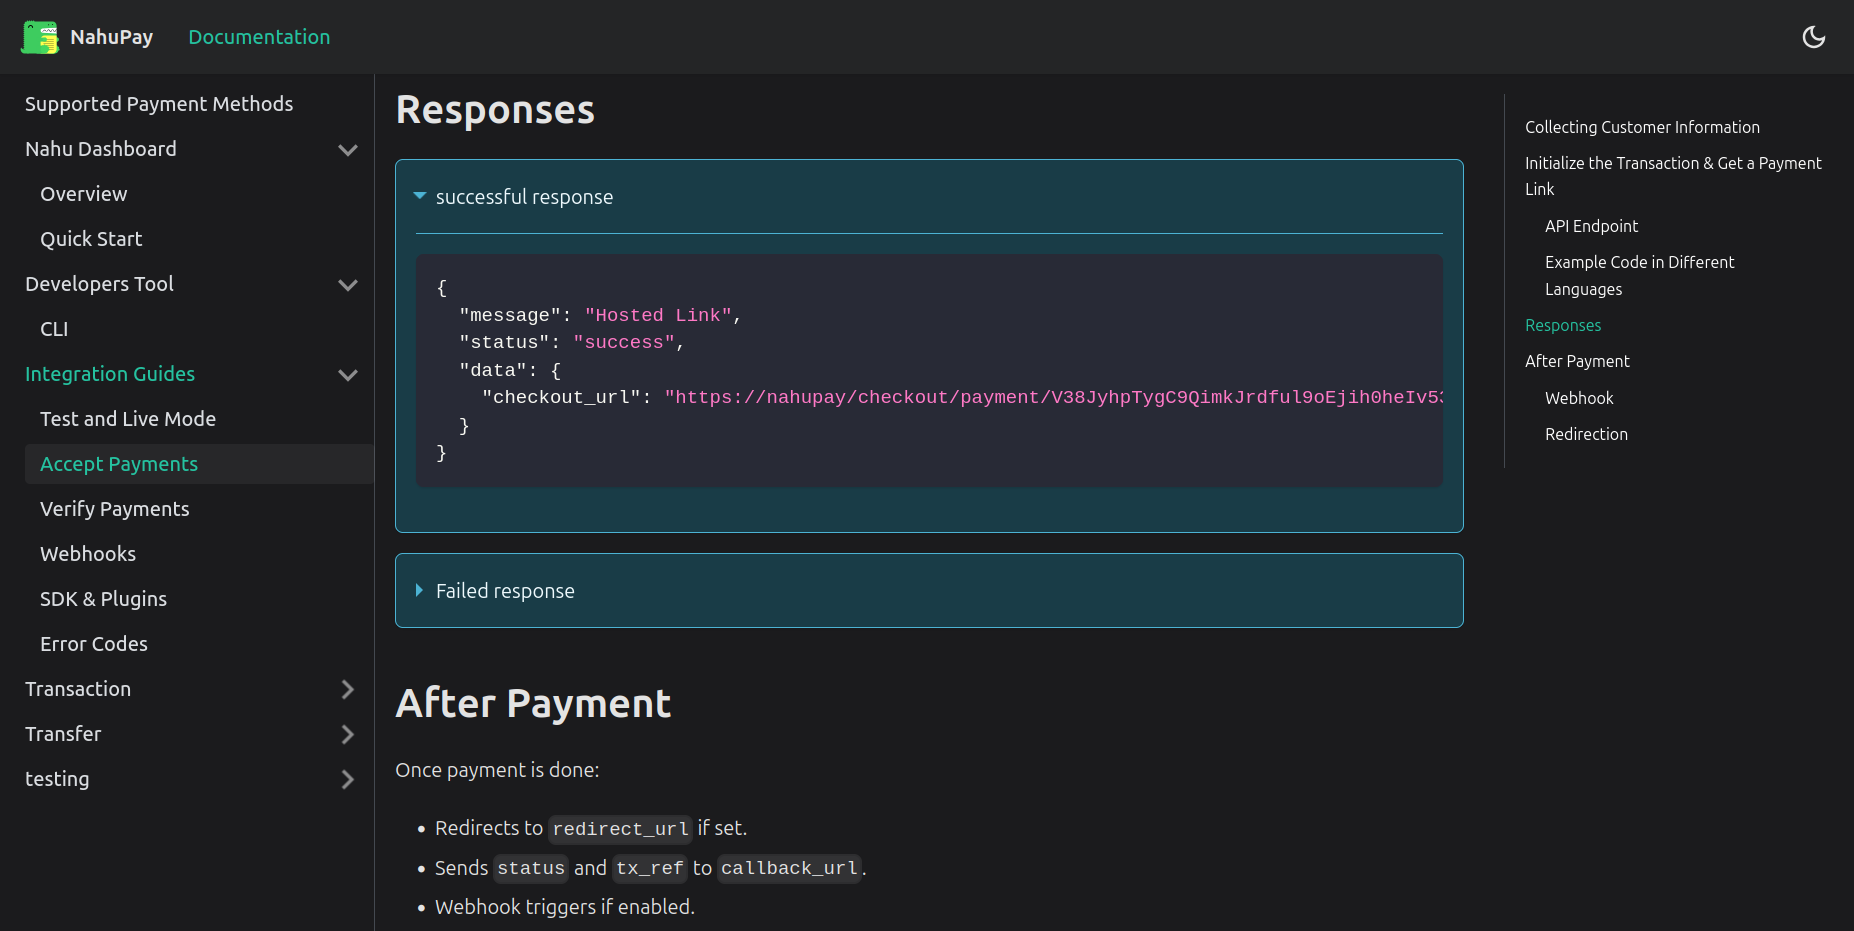 NahuPay
Documentation
Supported Payment Methods
Nahu Dashboard
Overview
Quick Start
Developers Tool
CLI
Integration Guides
Test and Live Mode
Accept Payments
Verify Payments
Webhooks
SDK & Plugins
Error Codes
Transaction
Transfer
testing
Responses
successful response
{
  "message": "Hosted Link",
  "status": "success",
  "data": {
    "checkout_url": "https://nahupay/checkout/payment/V38JyhpTygC9QimkJrdful9oEjih0heIv53
  }
}
Failed response
After Payment
Once payment is done:
• Redirects to redirect_url if set.
• Sends status and tx_ref to callback_url.
• Webhook triggers if enabled.
Collecting Customer Information
Initialize the Transaction & Get a Payment
Link
API Endpoint
Example Code in Different
Languages
Responses
After Payment
Webhook
Redirection